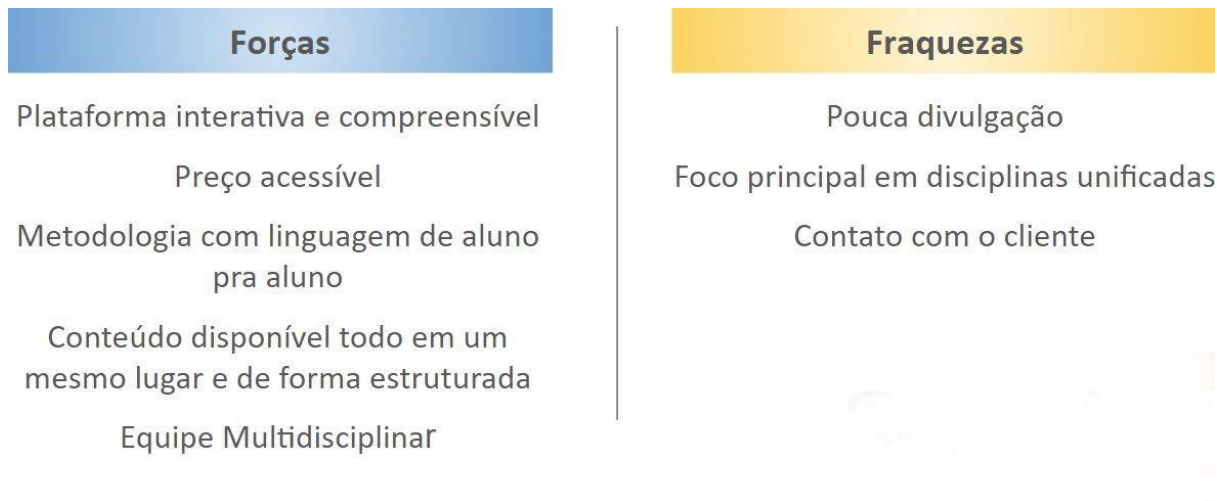 Forças
Plataforma interativa e compreensível
Preço acessível
Metodologia com linguagem de aluno
pra aluno
Conteúdo disponível todo em um
mesmo lugar e de forma estruturada
Equipe Multidisciplinar
Fraquezas
Pouca divulgação
Foco principal em disciplinas unificadas
Contato com o cliente